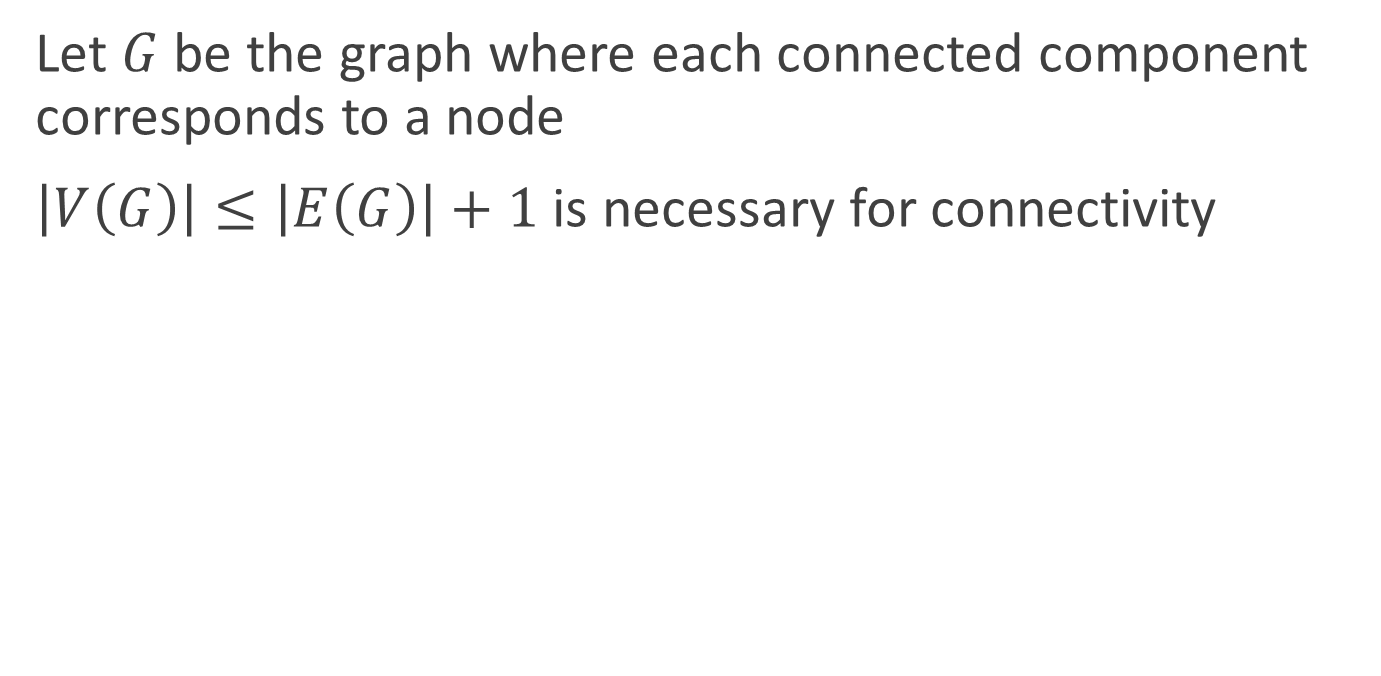 Let 𝐺 be the graph where each connected component
corresponds to a node
|𝑉(𝐺)| ≤ |𝐸(𝐺)| + 1 is necessary for connectivity